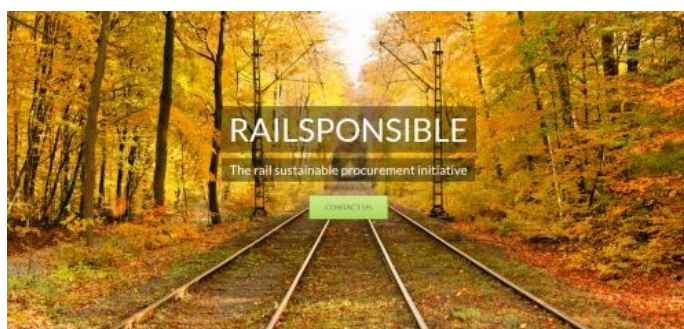 RAILSPONSIBLE
The rail sustainable procurement initiative
CONTACT US